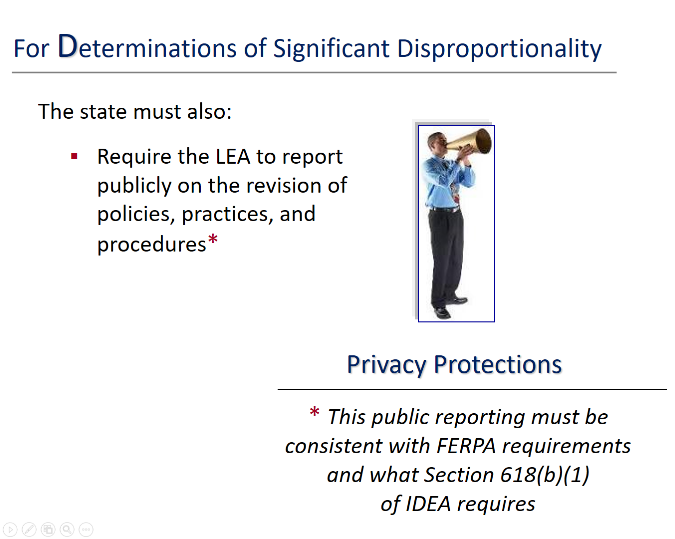 For Determinations of Significant Disproportionality
The state must also:
▪ Require the LEA to report
publicly on the revision of
policies, practices, and
procedures*
Privacy Protections
* This public reporting must be
consistent with FERPA requirements
and what Section 618(b)(1)
of IDEA requires